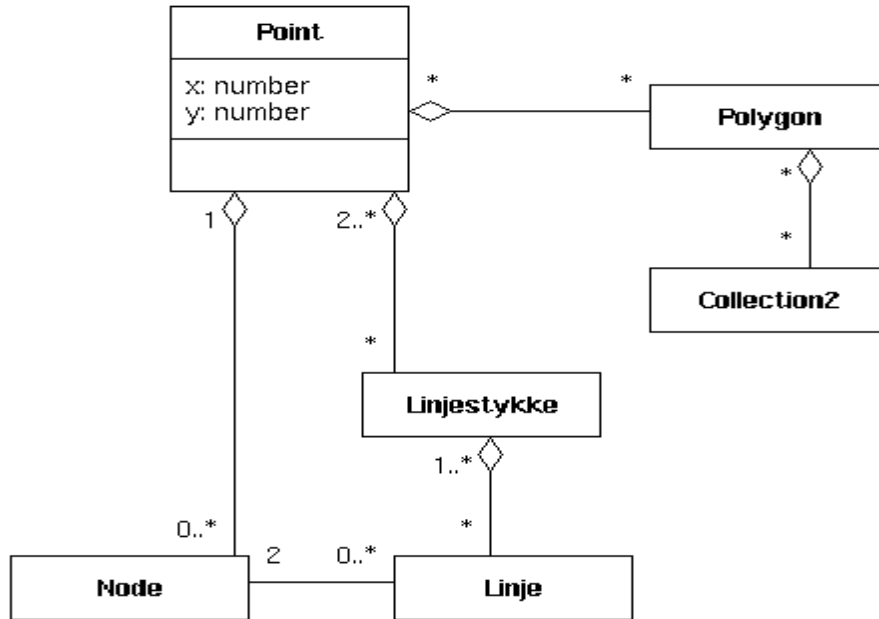 Point
x: number
y: number
* *
Polygon
1
2..*
*
*
Collection2
*
Linjestykke
1..*
*
0..*
2
0..*
Node
Linje